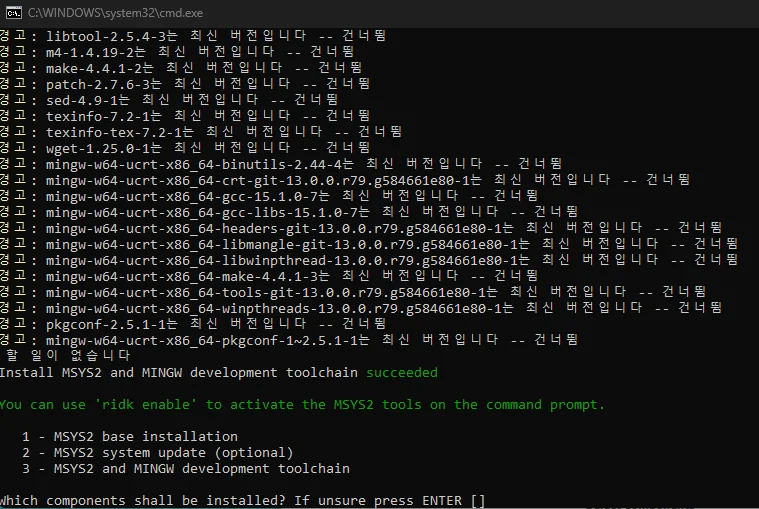 C:\WINDOWS\system32\cmd.exe
경고: libtool-2.5.4-3는 최신 버전입니다 -- 건너뜀
경고: m4-1.4.19-2는 최신 버전입니다 -- 건너뜀
경고: make-4.4.1-2는 최신 버전입니다 -- 건너뜀
경고: patch-2.7.6-3는 최신 버전입니다 -- 건너뜀
경고: sed-4.9-1는 최신 버전입니다 -- 건너뜀
경고: texinfo-7.2-1는 최신 버전입니다 -- 건너뜀
경고: texinfo-tex-7.2-1는 최신 버전입니다 -- 건너뜀
경고: wget-1.25.0-1는 최신 버전입니다 -- 건너뜀
경고: mingw-w64-ucrt-x86_64-binutils-2.44-4는 최신 버전입니다 -- 건너뜀
경고: mingw-w64-ucrt-x86_64-crt-git-13.0.0.r79.g584661e80-1는 최신 버전입니다 -- 건너뜀
경고: mingw-w64-ucrt-x86_64-gcc-15.1.0-7는 최신 버전입니다 -- 건너뜀
경고: mingw-w64-ucrt-x86_64-gcc-libs-15.1.0-7는 최신 버전입니다 -- 건너뜀
경고: mingw-w64-ucrt-x86_64-headers-git-13.0.0.r79.g584661e80-1는 최신 버전입니다 -- 건너뜀
경고: mingw-w64-ucrt-x86_64-libmangle-git-13.0.0.r79.g584661e80-1는 최신 버전입니다 -- 건너뜀
경고: mingw-w64-ucrt-x86_64-libwinpthread-13.0.0.r79.g584661e80-1는 최신 버전입니다 -- 건너뜀
경고: mingw-w64-ucrt-x86_64-make-4.4.1-3는 최신 버전입니다 -- 건너뜀
경고: mingw-w64-ucrt-x86_64-tools-git-13.0.0.r79.g584661e80-1는 최신 버전입니다 -- 건너뜀
경고: mingw-w64-ucrt-x86_64-winpthreads-13.0.0.r79.g584661e80-1는 최신 버전입니다 -- 건너뜀
경고: pkgconf-2.5.1-1는 최신 버전입니다 -- 건너뜀
경고: mingw-w64-ucrt-x86_64-pkgconf-1~2.5.1-1는 최신 버전입니다 -- 건너뜀
할 일이 없습니다
Install MSYS2 and MINGW development toolchain succeeded
You can use 'ridk enable' to activate the MSYS2 tools on the command prompt.
1 - MSYS2 base installation
2 - MSYS2 system update (optional)
3 - MSYS2 and MINGW development toolchain
Which components shall be installed? If unsure press ENTER []